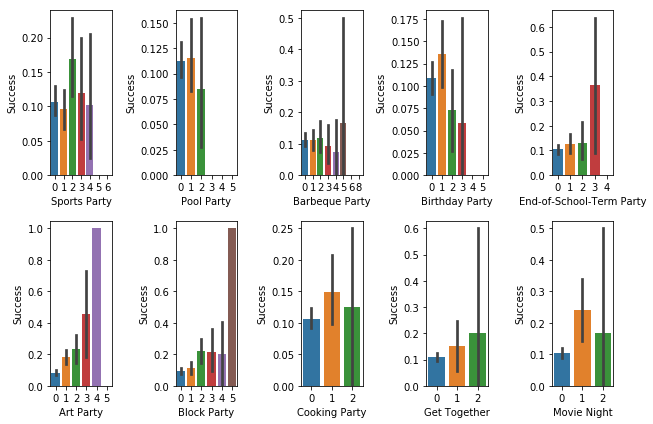 Success
0.20
0.15
0.10
0.05
0.00
0 1 2 3 4 5 6
Sports Party
Success
0.150
0.125
0.100
0.075
0.050
0.025
0.000
0 1 2 3 4 5
Pool Party
Success
0.5
0.4
0.3
0.2
0.1
0.0
0 1 2 3 4 5 6 8
Barbeque Party
Success
0.175
0.150
0.125
0.100
0.075
0.050
0.025
0.000
0 1 2 3 4 5
Birthday Party
Success
0.6
0.5
0.4
0.3
0.2
0.1
0.0
0 1 2 3 4
End-of-School-Term Party
Success
1.0
0.8
0.6
0.4
0.2
0.0
0 1 2 3 4 5
Art Party
Success
1.0
0.8
0.6
0.4
0.2
0.0
0 1 2 3 4 5
Block Party
Success
0.25
0.20
0.15
0.10
0.05
0.00
0 1 2
Cooking Party
Success
0.6
0.5
0.4
0.3
0.2
0.1
0.0
0 1 2
Get Together
Success
0.5
0.4
0.3
0.2
0.1
0.0
0 1 2
Movie Night